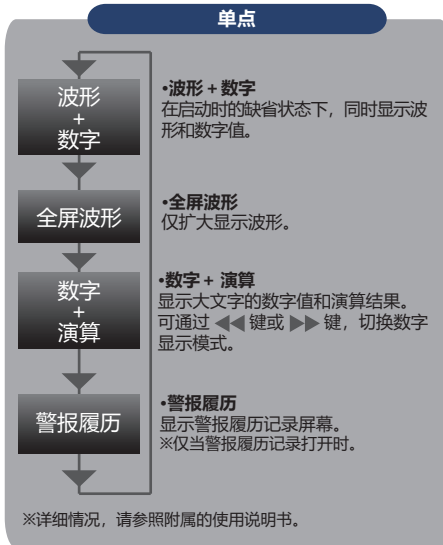 单点
波形
+
数字
•波形 + 数字
在启动时的缺省状态下，同时显示波
形和数字值。
全屏波形
•全屏波形
仅扩大显示波形。
数字
+
演算
•数字 + 演算
显示大文字的数字值和演算结果。
可通过 ◀◀ 键或 ▶▶ 键，切换数字
显示模式。
警报履历
•警报履历
显示警报履历记录屏幕。
※仅当警报履历记录打开时。
※详细情况，请参照附属的使用说明书。